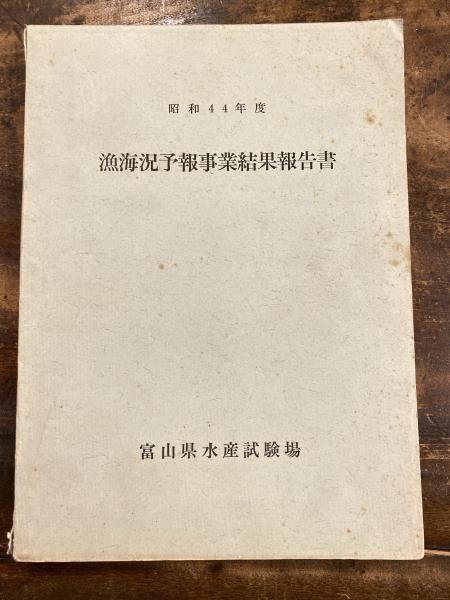 昭和44年度
漁海況予報事業結果報告書
富山県水産試験場